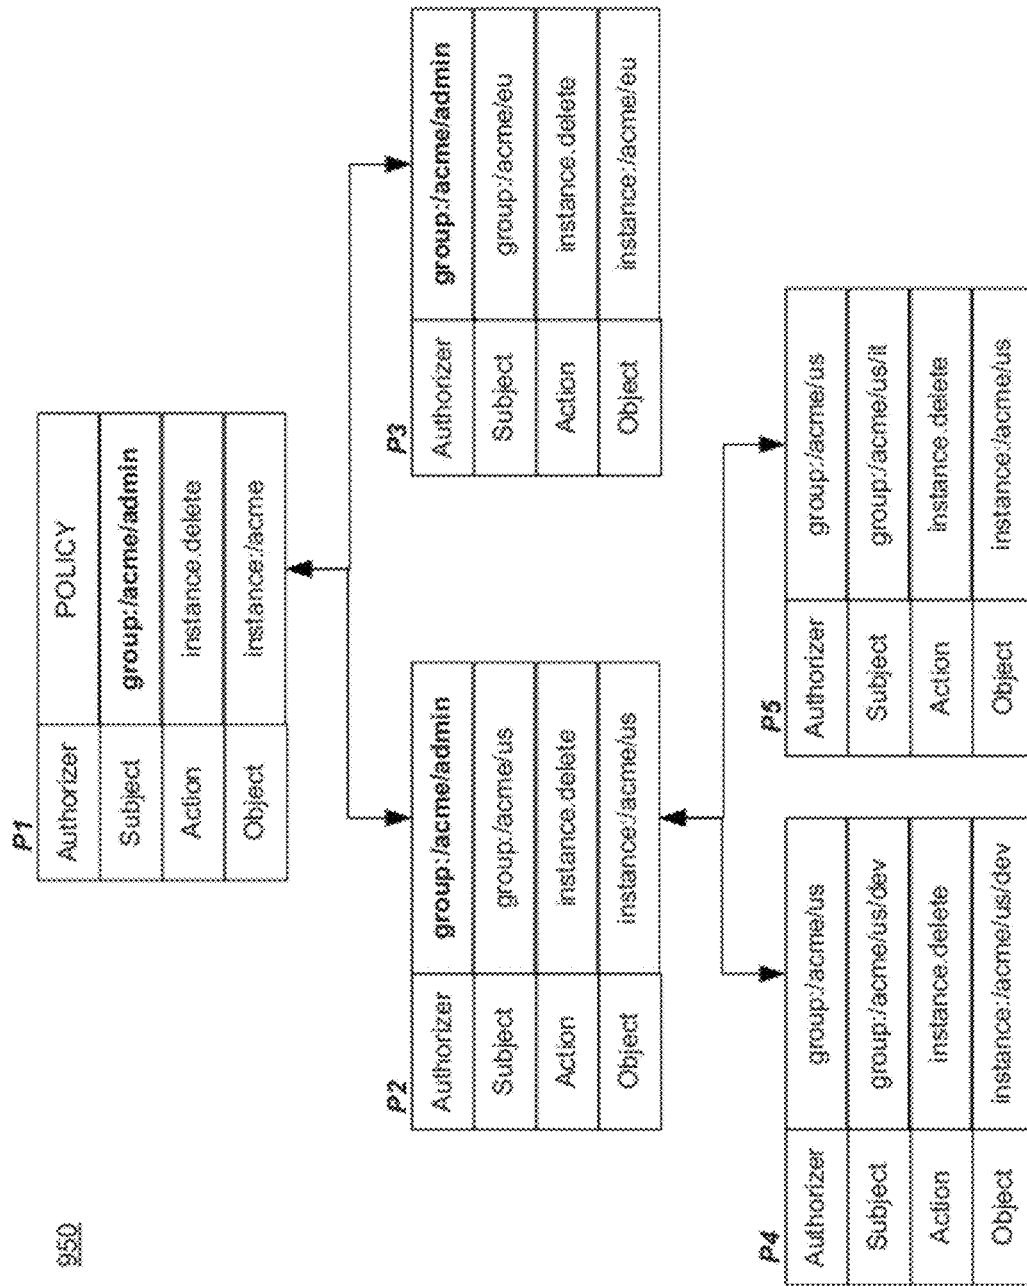 950
P1
Authorizer POLICY
Subject group:/acme/admin
Action instance.delete
Object instance:/acme
P2
Authorizer group:/acme/admin
Subject group:/acme/us
Action instance.delete
Object instance:/acme/us
P3
Authorizer group:/acme/admin
Subject group:/acme/eu
Action instance.delete
Object instance:/acme/eu
P4
Authorizer group:/acme/us
Subject group:/acme/us/dev
Action instance.delete
Object instance:/acme/us/dev
P5
Authorizer group:/acme/us
Subject group:/acme/us/it
Action instance.delete
Object instance:/acme/us